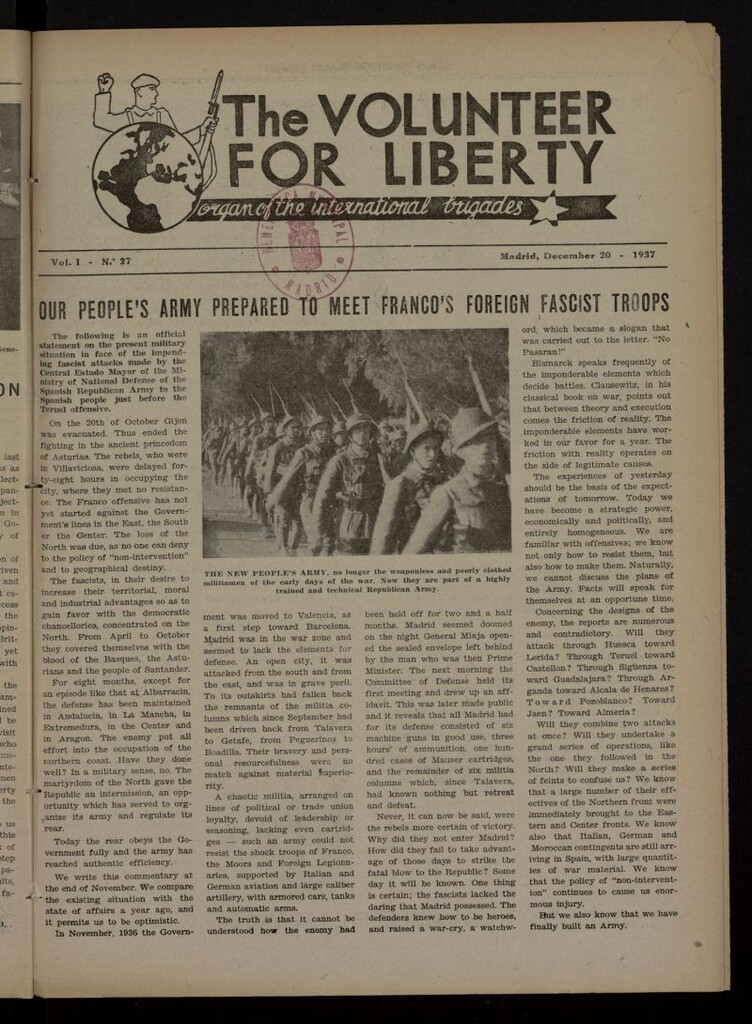 The VOLUNTEER
FOR LIBERTY
organ of the international brigades
HEMEROTECA MUNICIPAL
MADRID
Vol. I - N.° 27
Madrid, December 20 - 1937
OUR PEOPLE'S ARMY PREPARED TO MEET FRANCO'S FOREIGN FASCIST TROOPS
The following is an official
statement on the present military
situation in face of the impend-
ing fascist attacks made by the
Central Estado Mayor of the Mi-
nistry of National Defense of the
Spanish Republican Army to the
Spanish people just before the
Teruel offensive.
On the 20th of October Gijon
was evacuated. Thus ended the
fighting in the ancient princedom
of Asturias. The rebels, who were
in Villaviciosa, were delayed for-
ty-eight hours in occupying the
city, where they met no resistan-
ce. The Franco offensive has not
yet started against the Govern-
ment's lines in the East, the South
or the Center. The loss of the
North was due, as no one can deny
to the policy of "non-intervention"
and to geographical destiny.
The fascists, in their desire to
increase their territorial, moral
and industrial advantages so as to
gain favor with the democratic
chancellories, concentrated on the
North. From April to October
they covered themselves with the
blood of the Basques, the Astu-
rians and the people of Santander.
For eight months, except for
an episode like that at Albarracin,
the defense has been maintained
in Andalucia, in La Mancha, in
Extremedura, in the Center and
in Aragon. The enemy put all
effort into the occupation of the
northern coast. Have they done
well? In a military sense, no. The
martyrdom of the North gave the
Republic an intermission, an op-
portunity which has served to or-
ganize its army and regulate its
rear.
Today the rear obeys the Go-
vernment fully and the army has
reached authentic efficiency.
We write this commentary at
the end of November. We compare
the existing situation with the
state of affairs a year ago, and
it permits us to be optimistic.
In November, 1936 the Govern-
THE NEW PEOPLE'S ARMY, no longer the weaponless and poorly clothed
militiamen of the early days of the war. Now they are part of a highly
trained and technical Republican Army.
ment was moved to Valencia, as
a first step toward Barcelona.
Madrid was in the war zone and
seemed to lack the elements for
defense. An open city, it was
attacked from the south and from
the east, and was in grave peril.
To its outskirts had fallen back
the remnants of the militia co-
lumns which since September had
been driven back from Talavera
to Getafe, from Peguerinos to
Boadilla. Their bravery and pers-
onal resourcefulness were no
match against material superio-
rity.
A chaotic militia, arranged on
lines of political or trade union
loyalty, devoid of leadership or
seasoning, lacking even cartrid-
ges — such an army could not
resist the shock troops of Franco,
the Moors and Foreign Legionn-
aries, supported by Italian and
German aviation and large caliber
artillery, with armored cars, tanks
and automatic arms.
The truth is that it cannot be
understood how the enemy had
been held off for two and a half
months. Madrid seemed doomed
on the night General Miaja open-
ed the sealed envelope left behind
by the man who was then Prime
Minister. The next morning the
Committee of Defense held its
first meeting and drew up an aff-
idavit. This was later made public
and it reveals that all Madrid had
for its defense consisted of six
machine guns in good use, three
hours' of ammunition, one hun-
dred cases of Mauser cartridges,
and the remainder of six militia
columns which, since Talavera,
had known nothing but retreat
and defeat.
Never, it can now be said, were
the rebels more certain of victory.
Why did they not enter Madrid?
How did they fail to take advant-
age of those days to strike the
fatal blow to the Republic? Some
day it will be known. One thing
is certain; the fascists lacked the
daring that Madrid possessed. The
defenders knew how to be heroes,
and raised a war-cry, a watchw-
ord, which became a slogan that
was carried out to the letter. "No
Pasaran!"
Bismarck speaks frequently of
the imponderable elements which
decide battles. Clausewitz, in his
classical book on war, points out
that between theory and execution
comes the friction of reality. The
imponderable elements have wor-
ked in our favor for a year. The
friction with reality operates on
the side of legitimate causes.
The experiences of yesterday
should be the basis of the expect-
ations of tomorrow. Today we
have become a strategic power,
economically and politically, and
entirely homogeneous. We are
familiar with offensives; we know
not only how to resist them, but
also how to make them. Naturally,
we cannot discuss the plans of
the Army. Facts will speak for
themselves at an opportune time.
Concerning the designs of the
enemy, the reports are numerous
and contradictory. Will they
attack through Huesca toward
Lerida? Through Teruel toward
Castellon? Through Sigüenza to-
ward Guadalajara? Through Ar-
ganda toward Alcala de Henares?
Toward Pozoblanco? Toward
Jaen? Toward Almeria?
Will they combine two attacks
at once? Will they undertake a
grand series of operations, like
the one they followed in the
North? Will they make a series
of feints to confuse us? We know
that a large number of their eff-
ectives of the Northern front were
immediately brought to the Eas-
tern and Center fronts. We know
also that Italian, German and
Moroccan contingents are still arr-
iving in Spain, with large quantit-
ies of war material. We know
that the policy of "non-interven-
tion" continues to cause us enor-
mous injury.
But we also know that we have
finally built an Army.